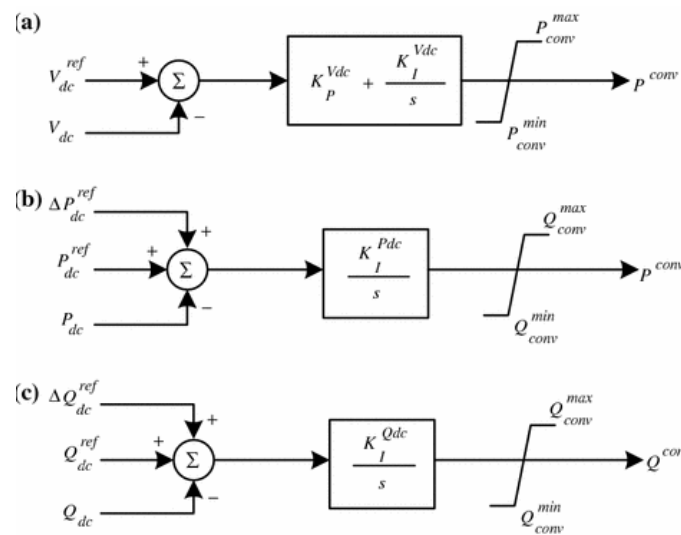 (a)
V_dc^ref
+
Σ
−
V_dc
K_P^Vdc + K_I^Vdc / s
P_conv^max
P_conv^min
P^conv
(b)
ΔP_dc^ref
+
P_dc^ref
+
Σ
−
P_dc
K_I^Pdc / s
Q_conv^max
Q_conv^min
P^conv
(c)
ΔQ_dc^ref
+
Q_dc^ref
+
Σ
−
Q_dc
K_I^Qdc / s
Q_conv^max
Q_conv^min
Q^con